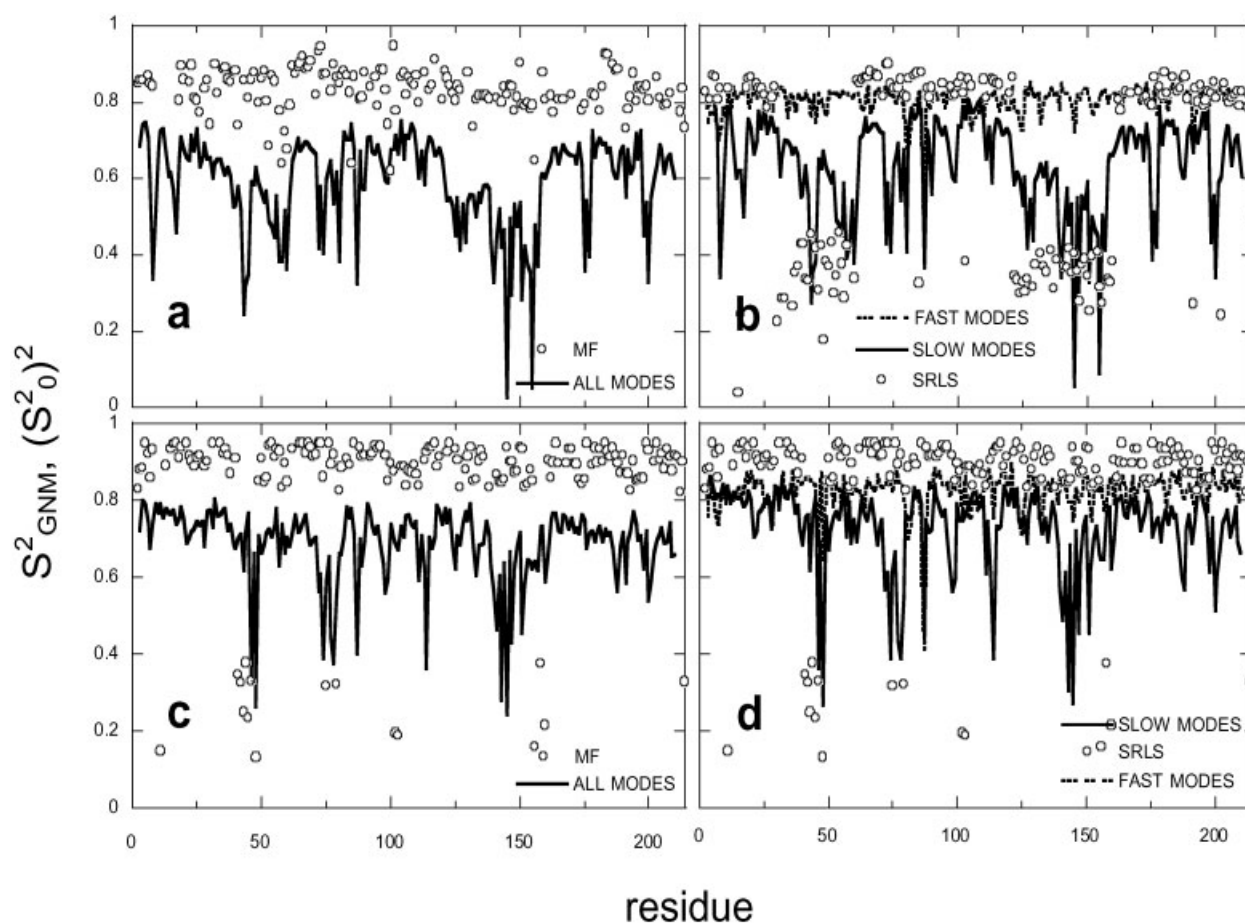 1
0.8
0.6
0.4
0.2
0
a
MF
ALL MODES
b
FAST MODES
SLOW MODES
SRLS
1
0.8
0.6
0.4
0.2
0
c
MF
ALL MODES
d
SLOW MODES
SRLS
FAST MODES
0 50 100 150 200
0 50 100 150 200
S²GNM, (S²₀)²
residue